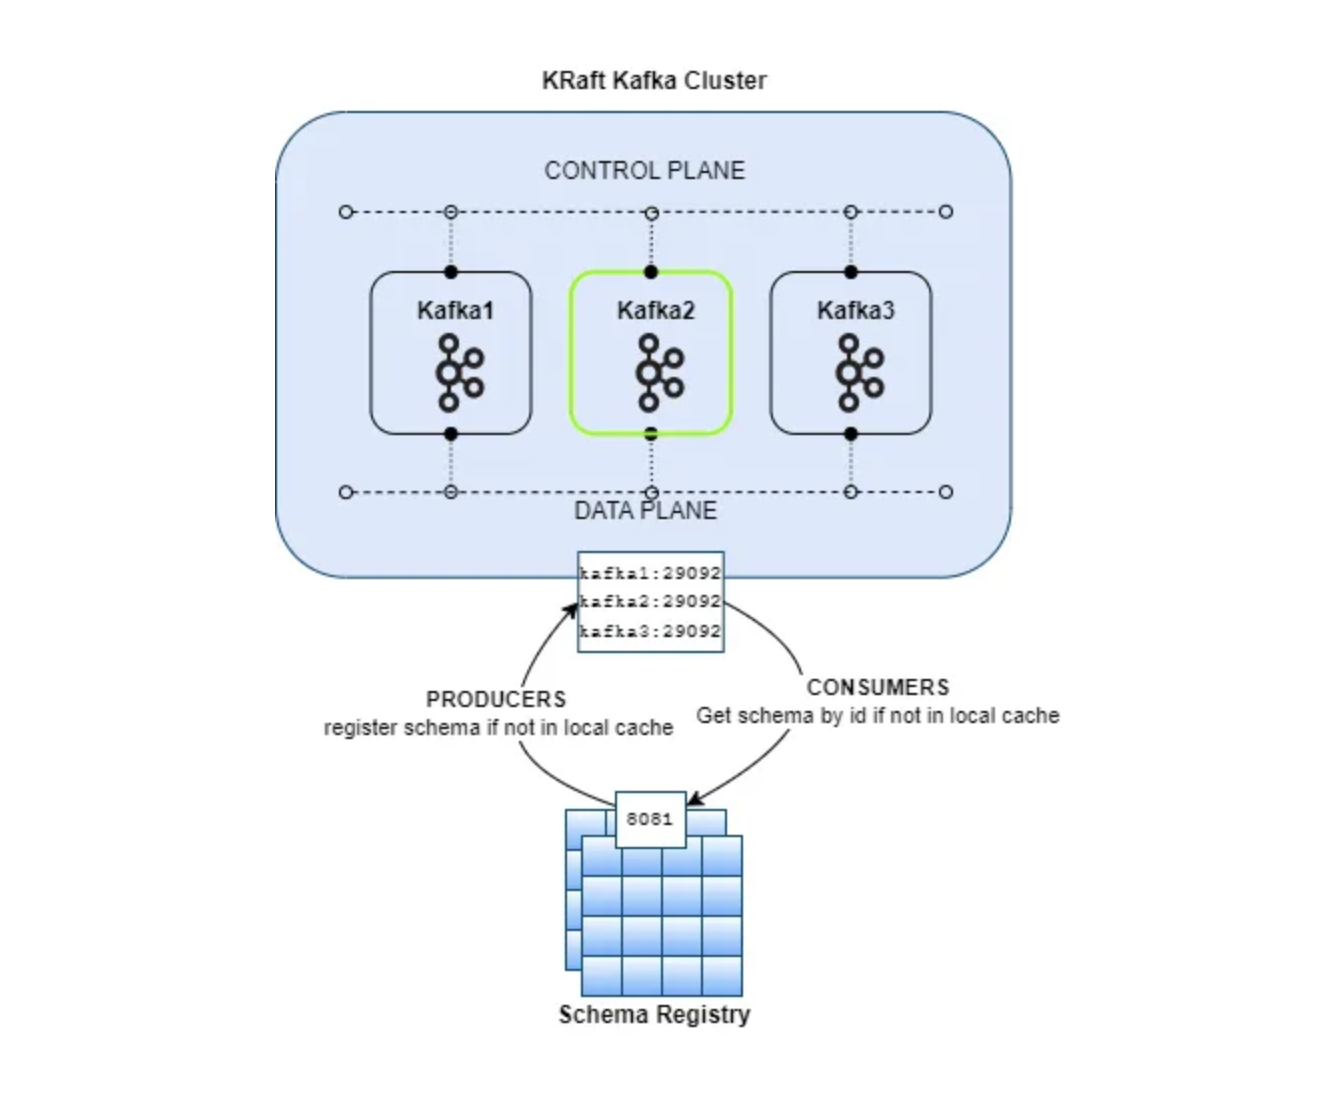 KRaft Kafka Cluster
CONTROL PLANE
Kafka1
Kafka2
Kafka3
DATA PLANE
kafka1:29092
kafka2:29092
kafka3:29092
PRODUCERS
register schema if not in local cache
CONSUMERS
Get schema by id if not in local cache
8081
Schema Registry